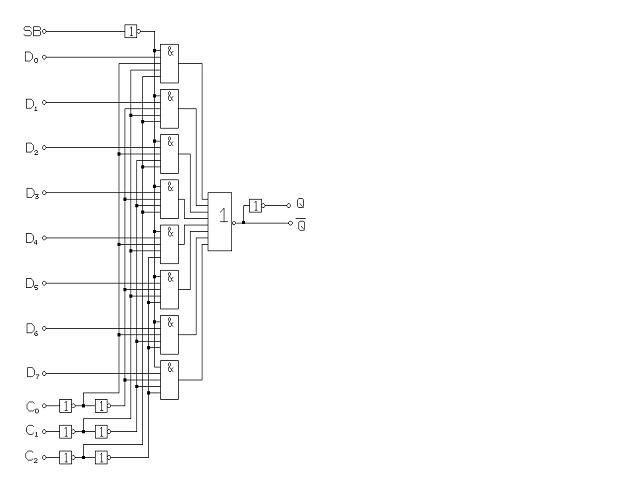 SB 1
D0 &
D1 &
D2 &
D3 & 1 1 Q
D4 & Q̅
D5 &
D6 &
D7 &
C0 1 1
C1 1 1
C2 1 1